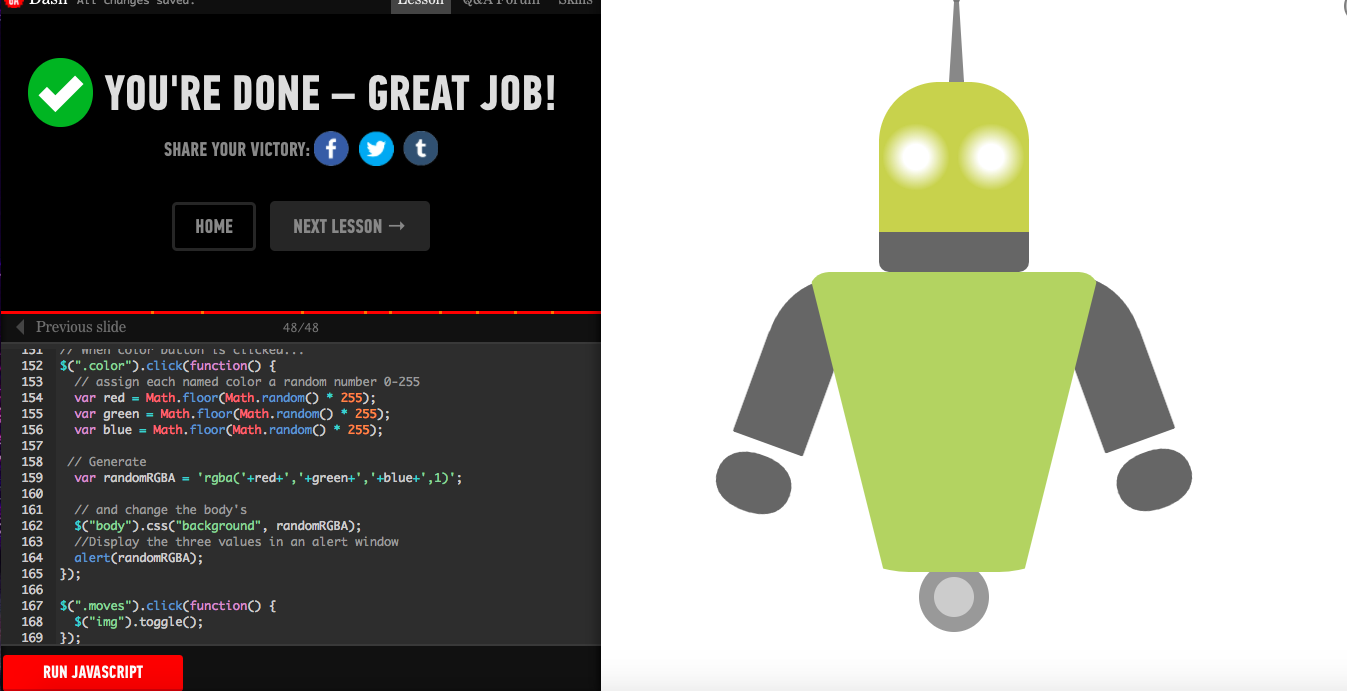 Dash All changes saved. Lesson Q&A Forum Skills
YOU'RE DONE – GREAT JOB!
SHARE YOUR VICTORY: f t
HOME NEXT LESSON →
Previous slide 48/48
151 // When color button is clicked...
152 $(".color").click(function() {
153 // assign each named color a random number 0-255
154 var red = Math.floor(Math.random() * 255);
155 var green = Math.floor(Math.random() * 255);
156 var blue = Math.floor(Math.random() * 255);
157
158 // Generate
159 var randomRGBA = 'rgba('+red+','+green+','+blue+',1)';
160
161 // and change the body's
162 $("body").css("background", randomRGBA);
163 //Display the three values in an alert window
164 alert(randomRGBA);
165 });
166
167 $(".moves").click(function() {
168 $("img").toggle();
169 });
RUN JAVASCRIPT